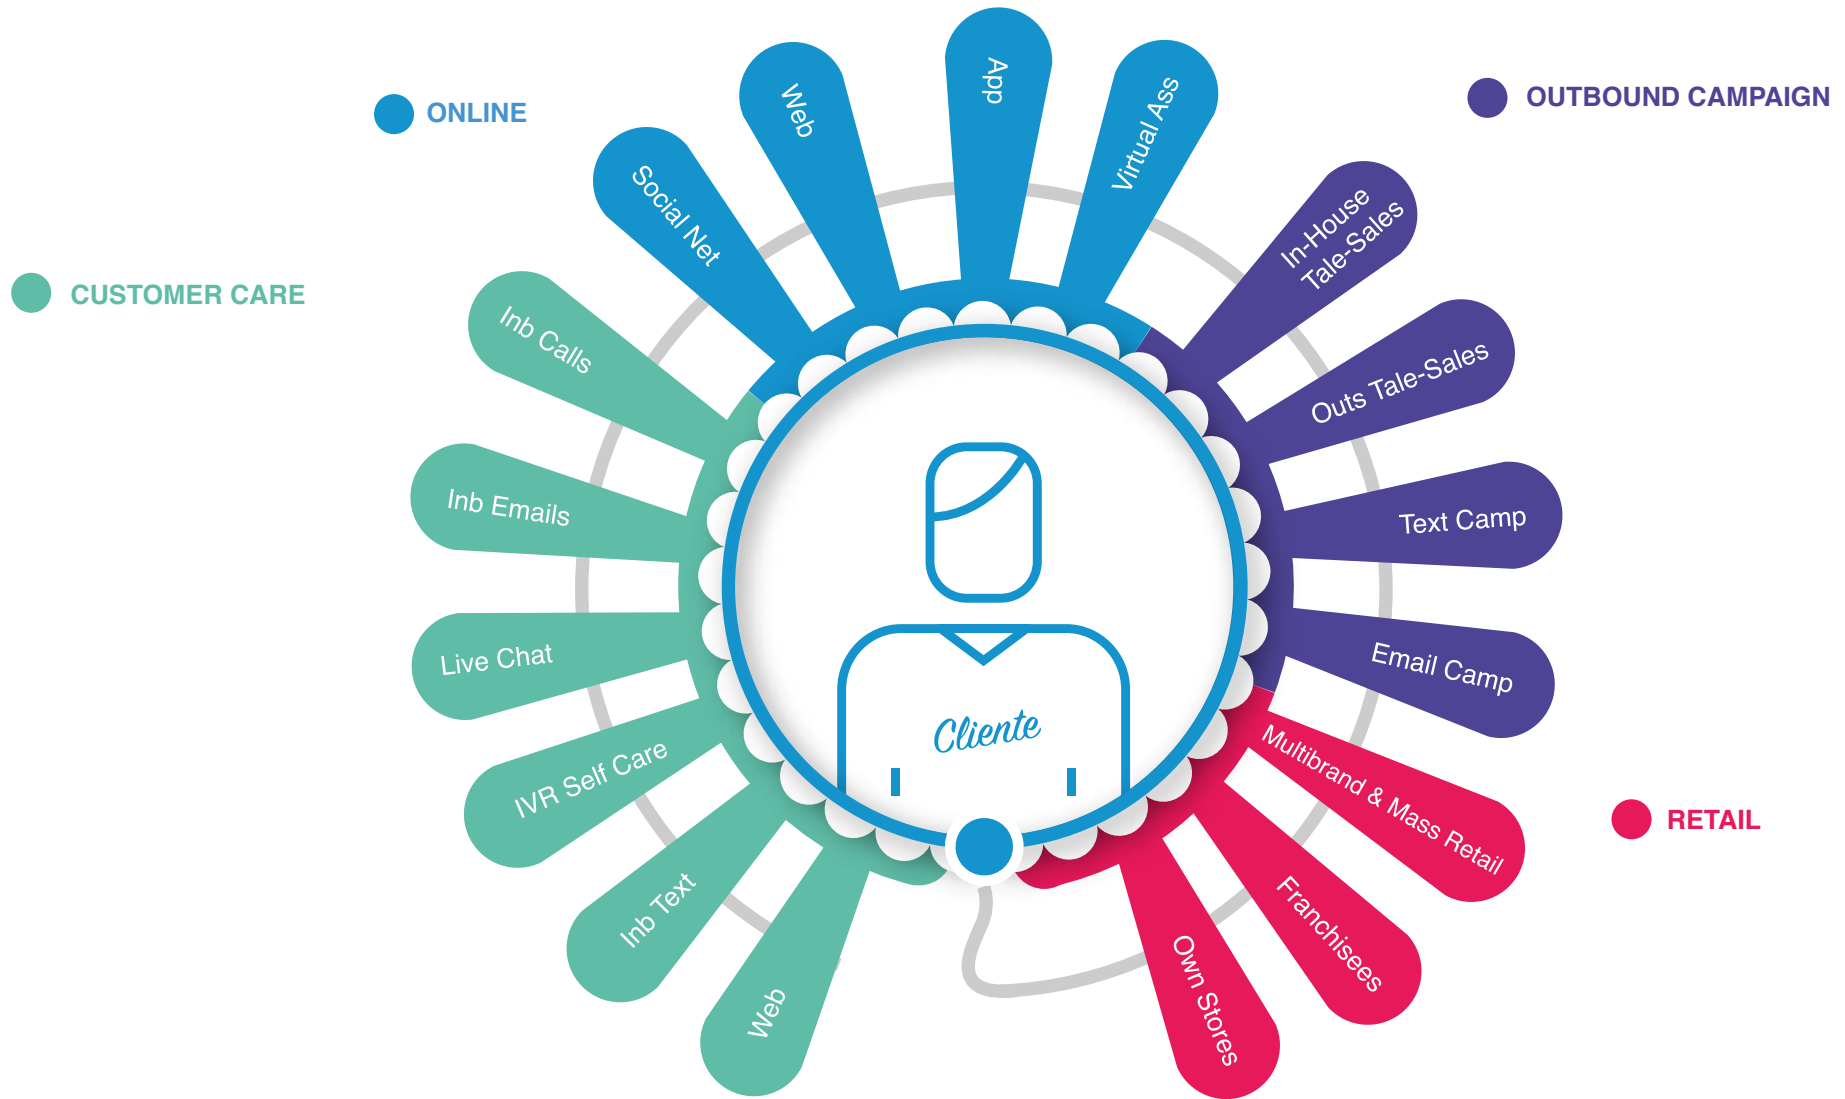 ONLINE
Social Net
Web
App
Virtual Ass
OUTBOUND CAMPAIGN
In-House
Tale-Sales
Outs Tale-Sales
Text Camp
Email Camp
RETAIL
Multibrand & Mass Retail
Franchisees
Own Stores
CUSTOMER CARE
Inb Calls
Inb Emails
Live Chat
IVR Self Care
Inb Text
Web
Cliente